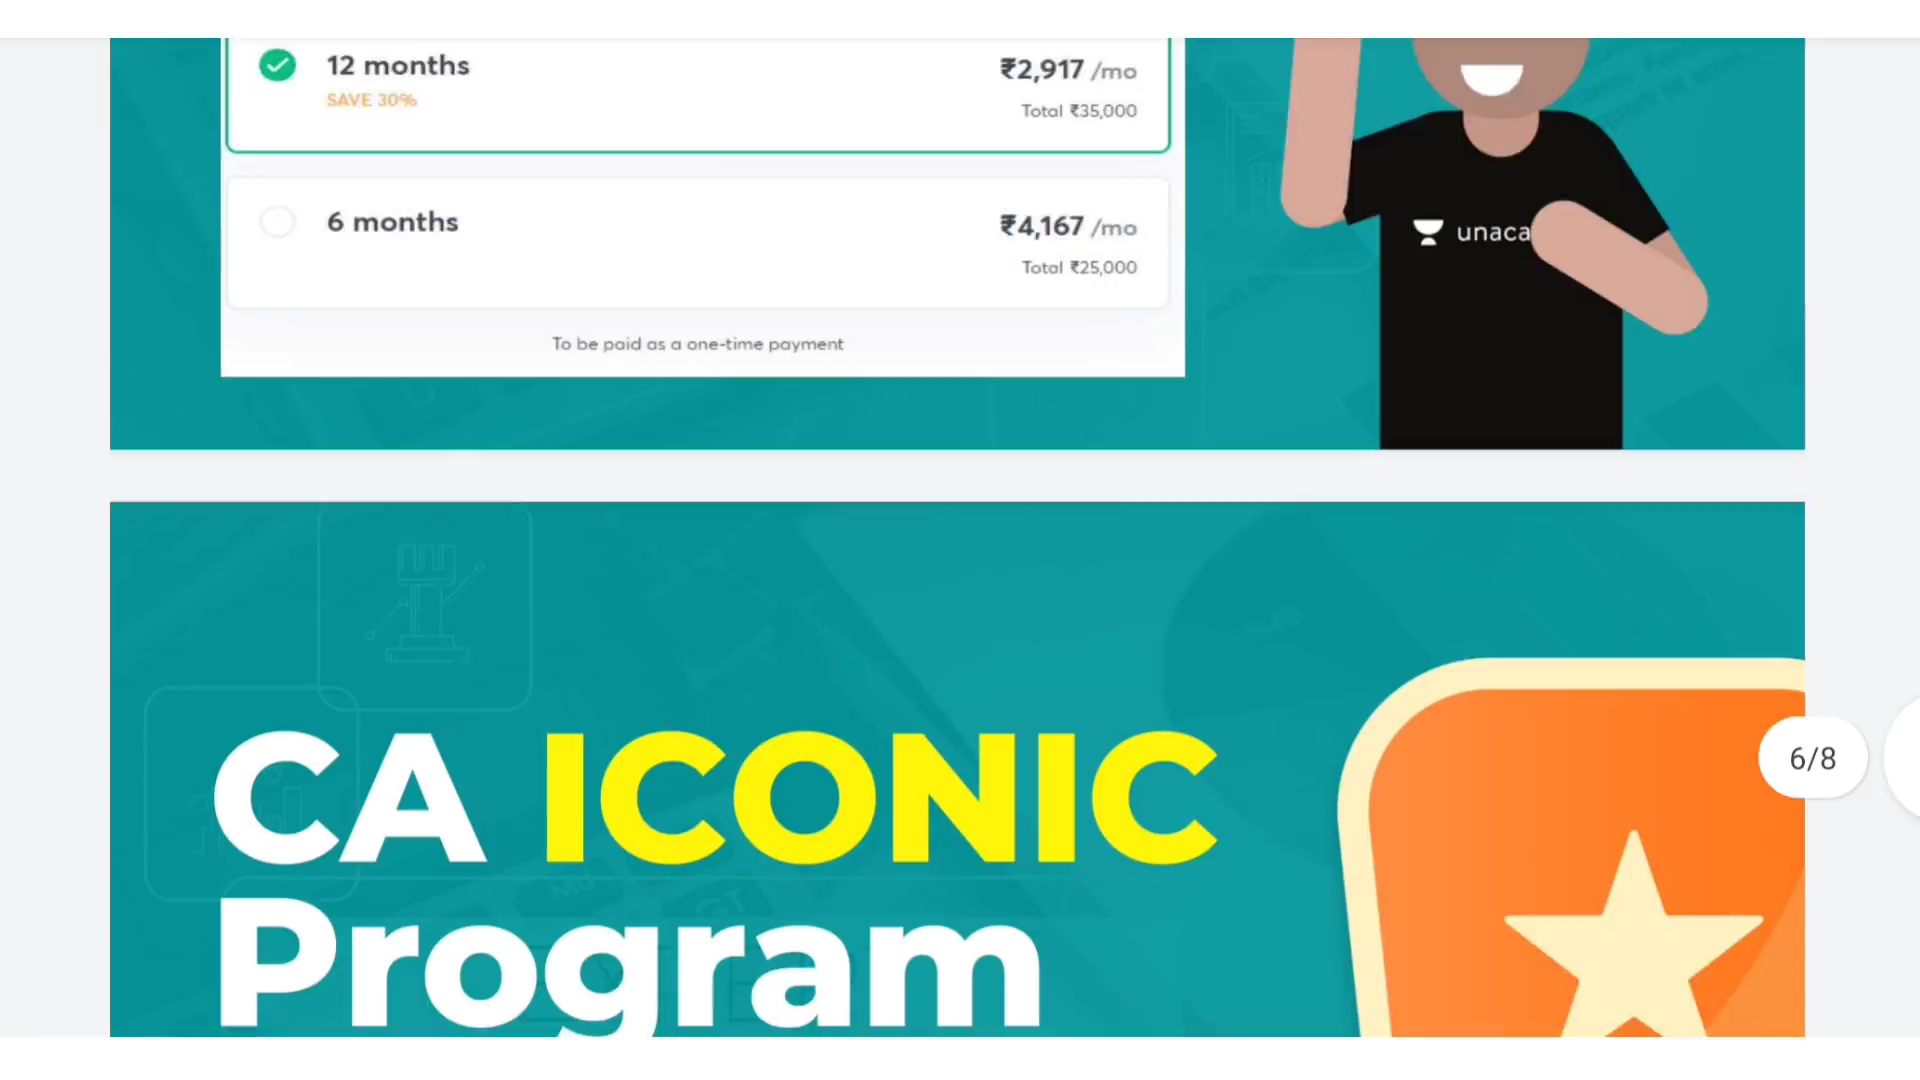 12 months
₹2,917 /mo
SAVE 30%
Total ₹35,000
6 months
₹4,167 /mo
Total ₹25,000
To be paid as a one-time payment
unaca
CA ICONIC
Program
6/8